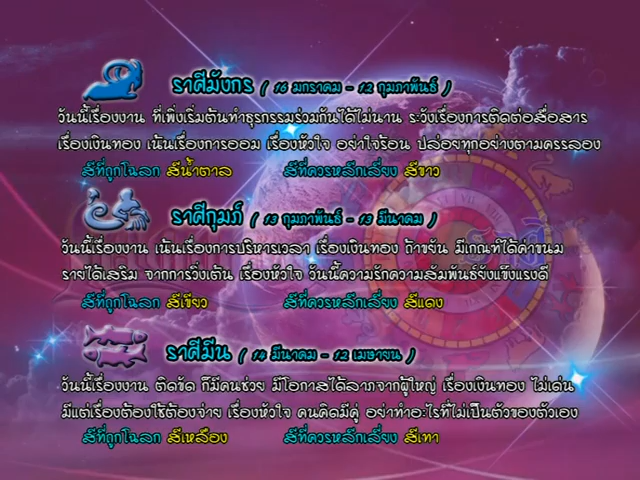 ราศีมังกร ( 16 มกราคม - 12 กุมภาพันธ์ )
วันนี้เรื่องงาน ที่เพิ่งเริ่มต้นทำธุรกรรมร่วมกันได้ไม่นาน ระวังเรื่องการติดต่อสื่อสาร
เรื่องเงินทอง เน้นเรื่องการออม เรื่องหัวใจ อย่าใจร้อน ปล่อยทุกอย่างตามครรลอง
สีที่ถูกโฉลก สีน้ำตาล สีที่ควรหลีกเลี่ยง สีขาว
ราศีกุมภ์ ( 13 กุมภาพันธ์ - 13 มีนาคม )
วันนี้เรื่องงาน เน้นเรื่องการบริหารเวลา เรื่องเงินทอง ถ้าขยัน มีเกณฑ์ได้ค่าขนม
รายได้เสริม จากการวิ่งเต้น เรื่องหัวใจ วันนี้ความรักความสัมพันธ์ยังแข็งแรงดี
สีที่ถูกโฉลก สีเขียว สีที่ควรหลีกเลี่ยง สีแดง
ราศีมีน ( 14 มีนาคม - 12 เมษายน )
วันนี้เรื่องงาน ติดขัด ก็มีคนช่วย มีโอกาสได้ลาภจากผู้ใหญ่ เรื่องเงินทอง ไม่เด่น
มีแต่เรื่องต้องใช้ต้องจ่าย เรื่องหัวใจ คนคิดมีคู่ อย่าทำอะไรที่ไม่เป็นตัวของตัวเอง
สีที่ถูกโฉลก สีเหลือง สีที่ควรหลีกเลี่ยง สีเทา